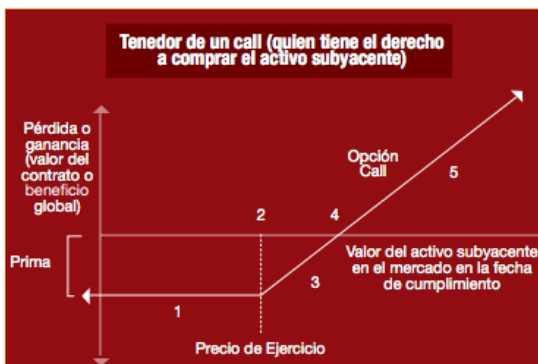 Tenedor de un call (quien tiene el derecho
a comprar el activo subyacente)
Pérdida o
ganancia
(valor del
contrato o
beneficio
global)
Opción
Call
5
2
4
Prima
Valor del activo subyacente
en el mercado en la fecha
de cumplimiento
3
1
Precio de Ejercicio